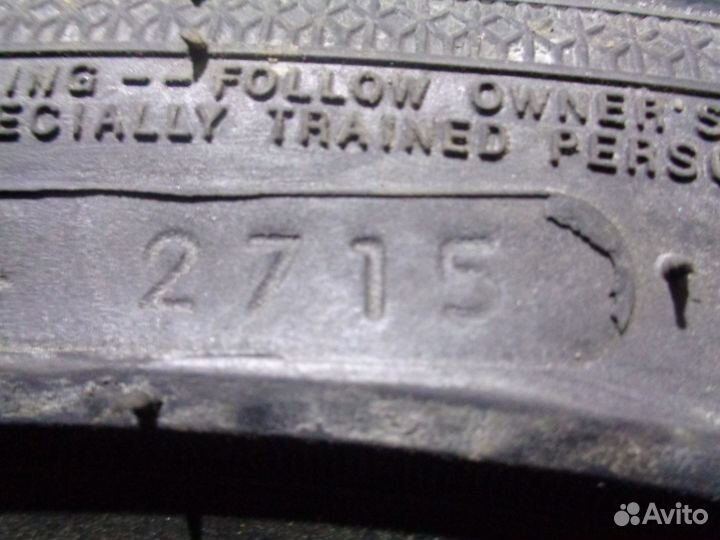 ING -- FOLLOW OWNER'S
ECIALLY TRAINED PERS
2715
Avito